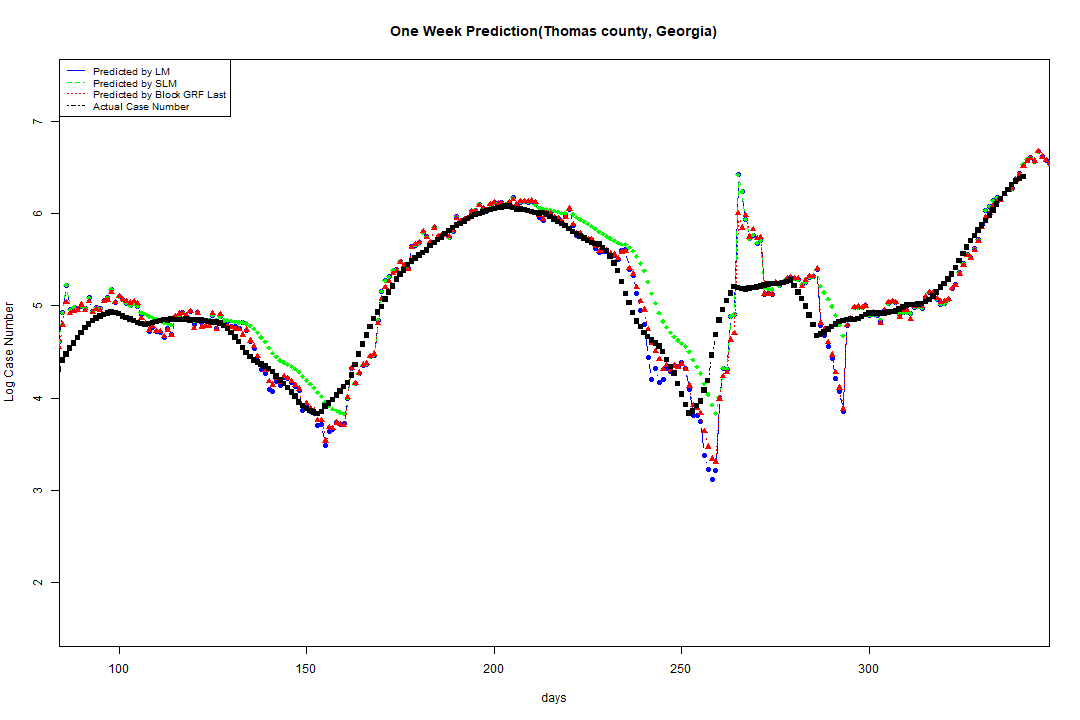 One Week Prediction(Thomas county, Georgia)
Predicted by LM
Predicted by SLM
Predicted by Block GRF Last
Actual Case Number
7
6
5
4
3
2
Log Case Number
100 150 200 250 300
days